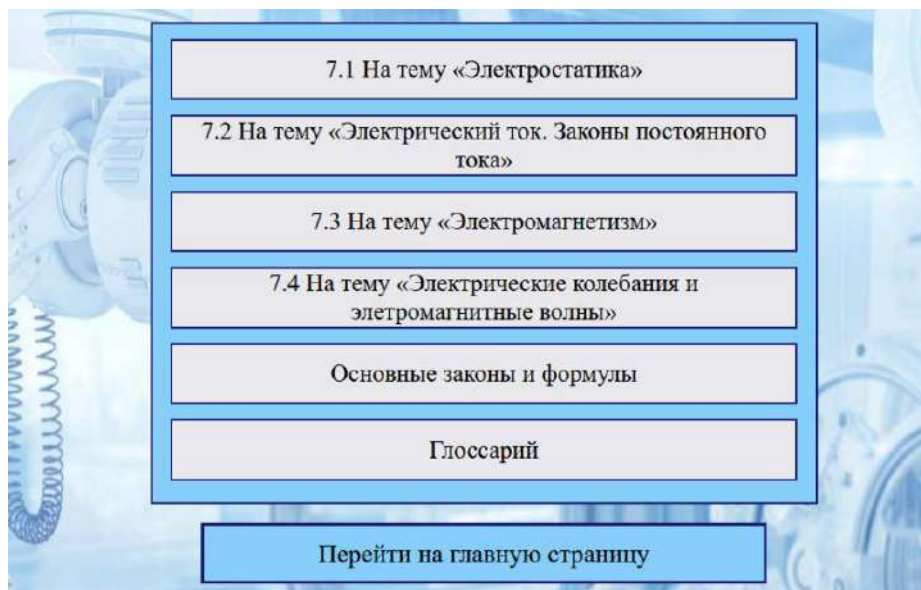 7.1 На тему «Электростатика»
7.2 На тему «Электрический ток. Законы постоянного
тока»
7.3 На тему «Электромагнетизм»
7.4 На тему «Электрические колебания и
элетромагнитные волны»
Основные законы и формулы
Глоссарий
Перейти на главную страницу